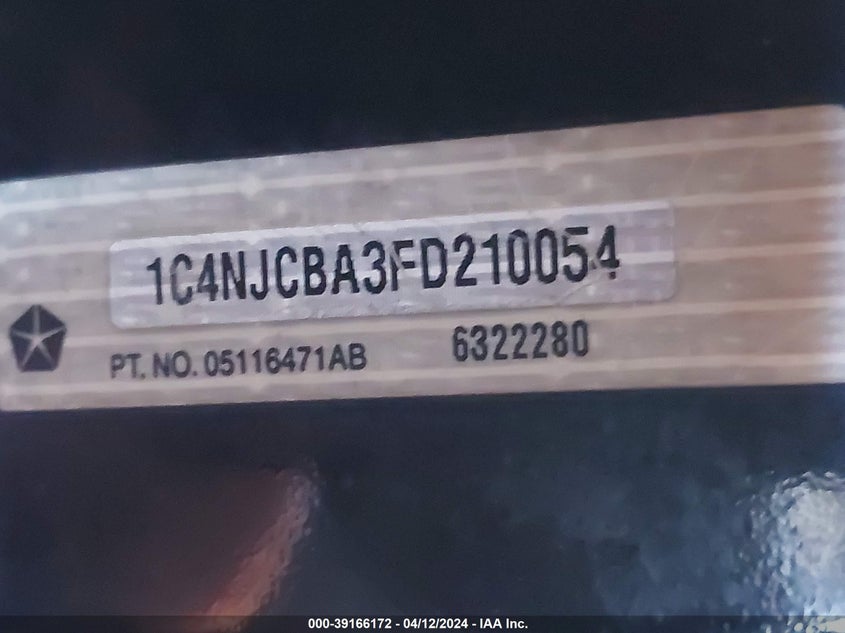 1C4NJCBA3FD210054
PT. NO. 05116471AB 6322280
000-39166172 - 04/12/2024 - IAA Inc.